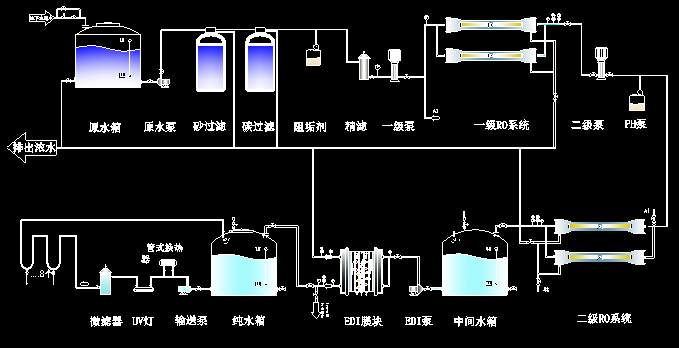 原水箱
原水泵
砂过滤
碳过滤
阻垢剂
精滤
一级泵
一级RO系统
二级泵
PH泵
排出浓水
管式换热器
微滤器
UV灯
输送泵
纯水箱
EDI膜块
EDI泵
中间水箱
二级RO系统